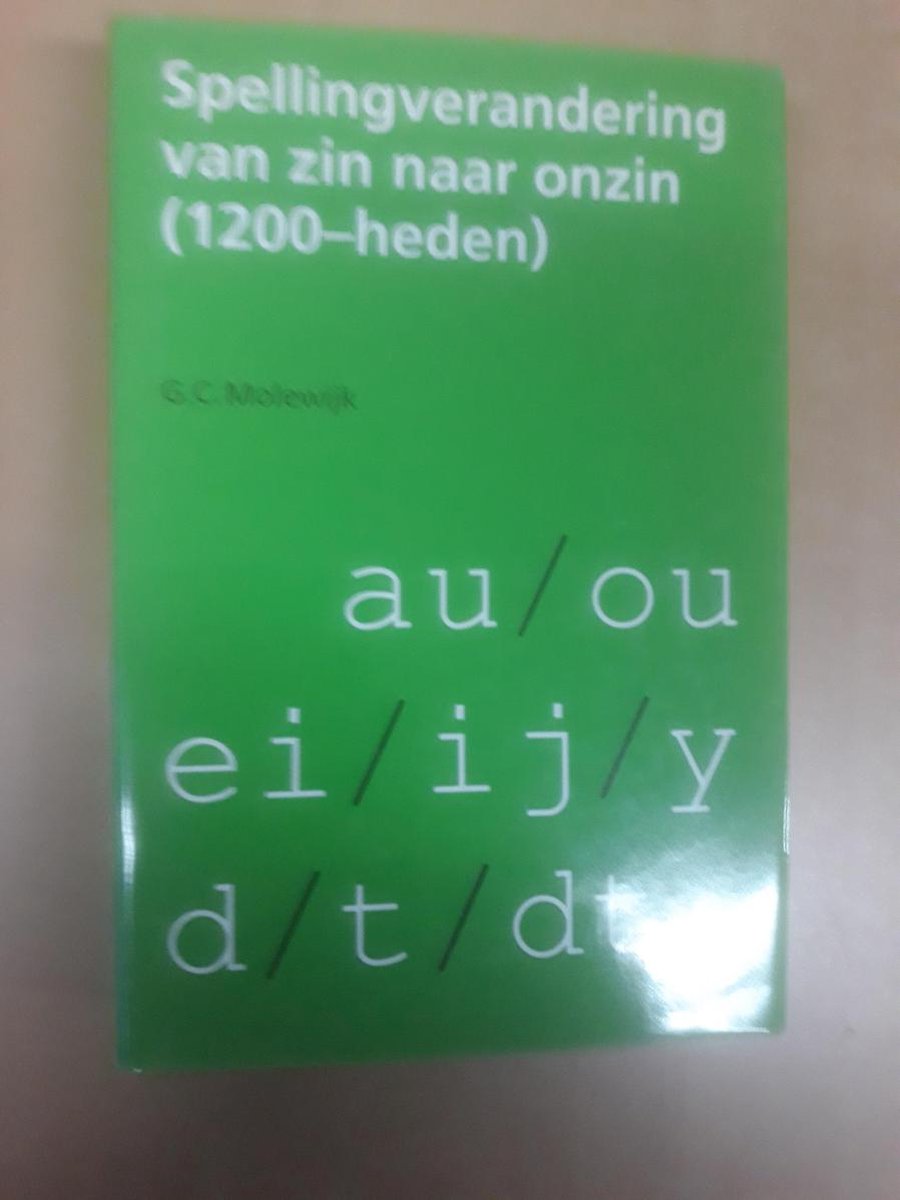 Spellingverandering
van zin naar onzin
(1200–heden)
G.C. Molewijk
au/ou
ei/ij/y
d/t/dt